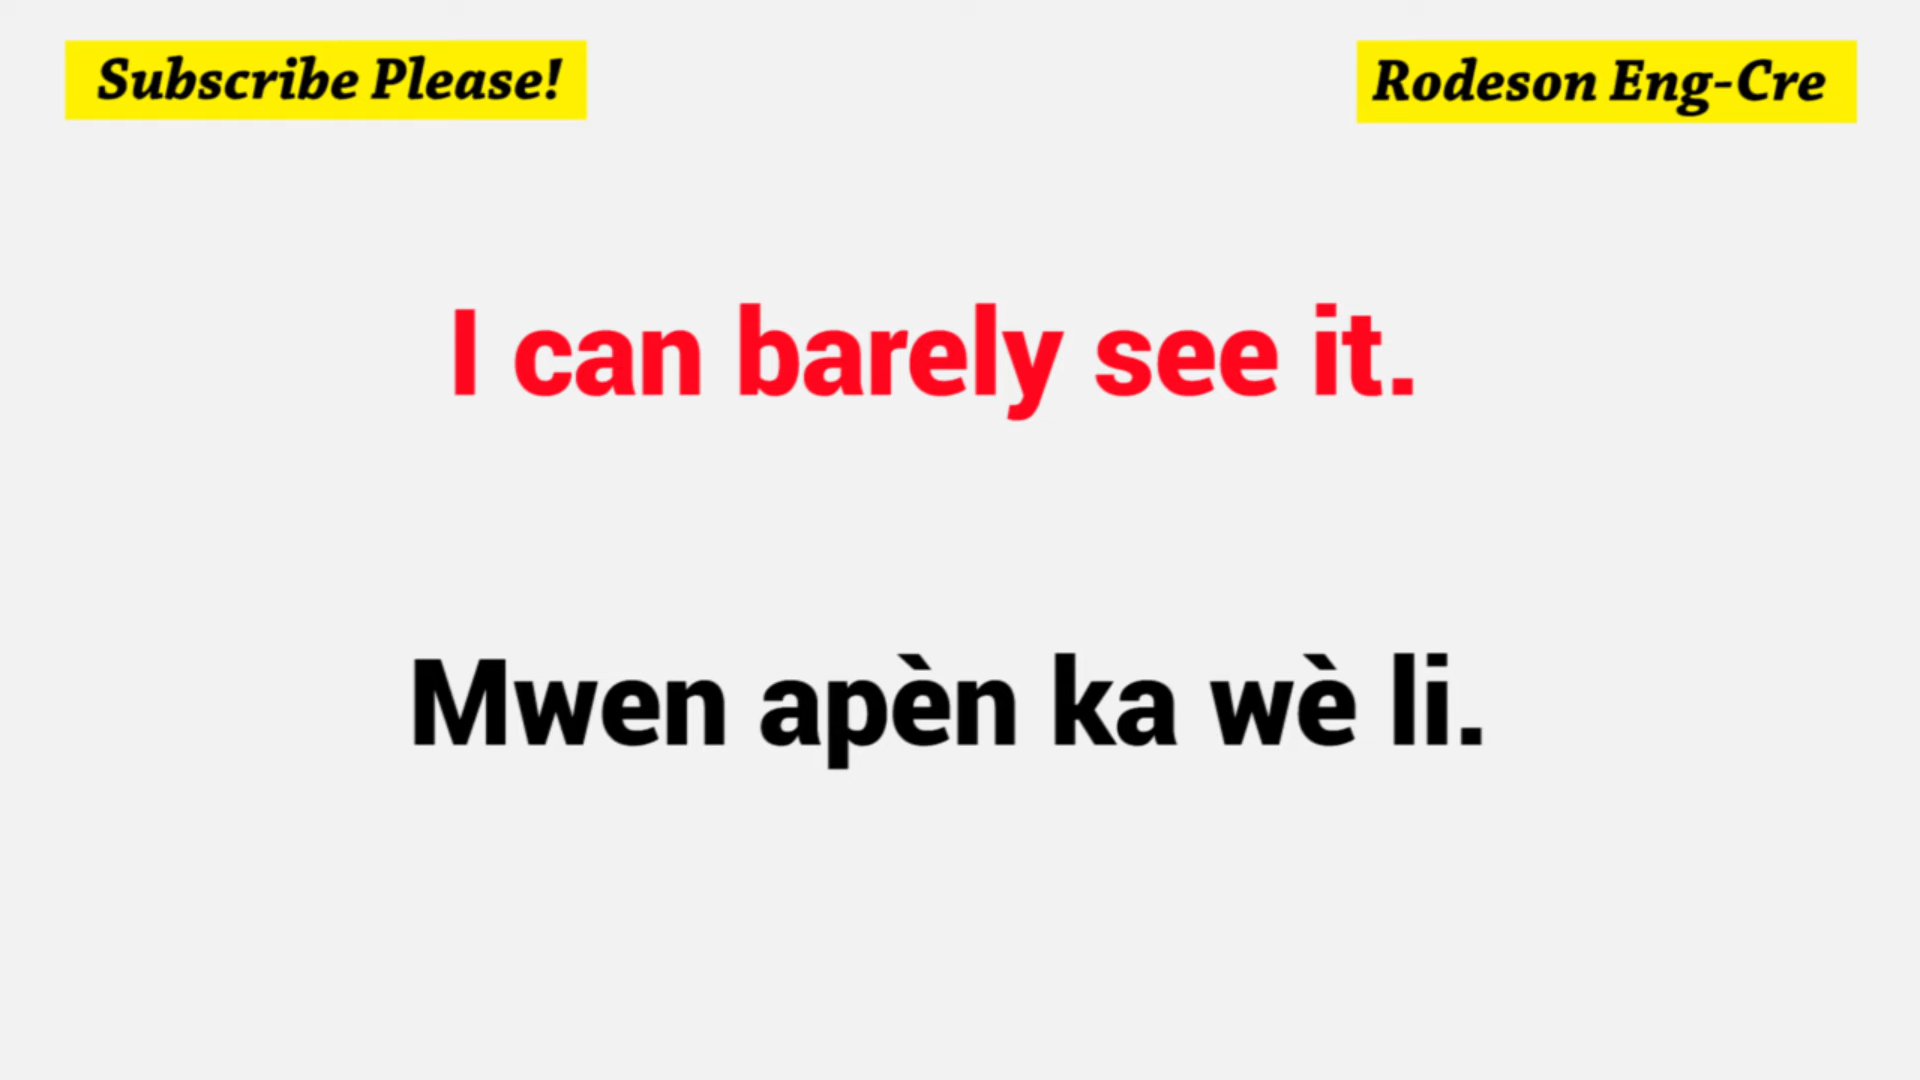 Subscribe Please!
Rodeson Eng-Cre
I can barely see it.
Mwen apèn ka wè li.